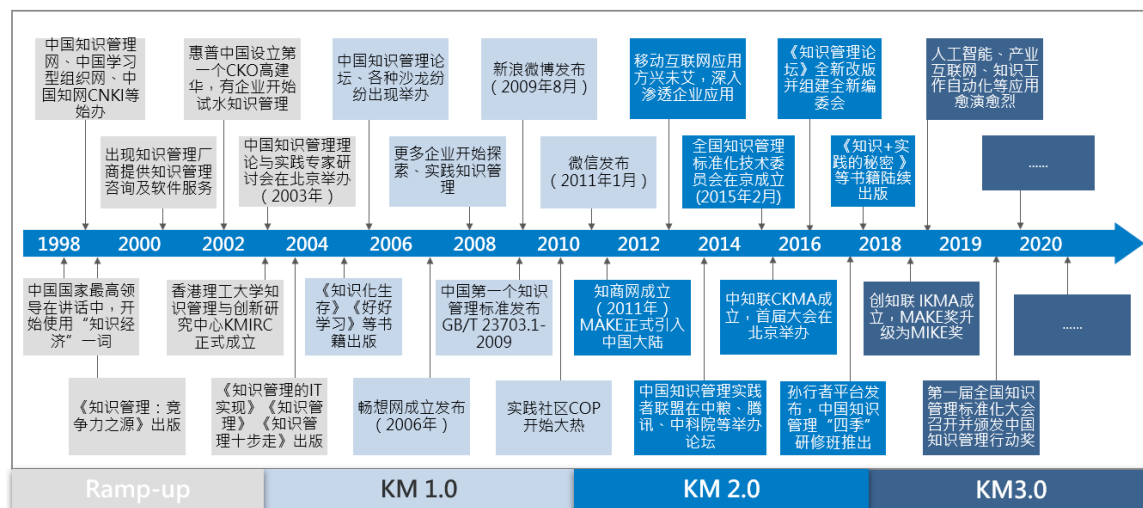 中国知识管理
网、中国学习
型组织网、中
国知网CNKI等
始办
惠普中国设立第
一个CKO高建
华，有企业开始
试水知识管理
中国知识管理论
坛、各种沙龙纷
纷出现举办
新浪微博发布
（2009年8月）
移动互联网应用
方兴未艾，深入
渗透企业应用
《知识管理论
坛》全新改版
并组建全新编
委会
人工智能、产业
互联网、知识工
作自动化等应用
愈演愈烈
出现知识管理厂
商提供知识管理
咨询及软件服务
中国知识管理理
论与实践专家研
讨会在北京举办
（2003年）
更多企业开始探
索、实践知识管
理
微信发布
（2011年1月）
全国知识管理
标准化技术委
员会在京成立
(2015年2月)
《知识+实
践的秘密 》
等书籍陆续
出版
……
1998 2000 2002 2004 2006 2008 2010 2012 2014 2016 2018 2019 2020
中国国家最高领
导在讲话中，开
始使用“知识经
济”一词
香港理工大学知
识管理与创新研
究中心KMIRC
正式成立
《知识化生
存》《好好
学习》等书
籍出版
中国第一个知识
管理标准发布
GB/T 23703.1-
2009
知商网成立
（2011年）
MAKE正式引入
中国大陆
中知联CKMA成
立，首届大会在
北京举办
创知联 IKMA成
立，MAKE奖升
级为MIKE奖
……
《知识管理：竞
争力之源》出版
《知识管理的IT
实现》《知识管
理》《知识管
理十步走》出版
畅想网成立发布
（2006年）
实践社区COP
开始大热
中国知识管理实践
者联盟在中粮、腾
讯、中科院等举办
论坛
孙行者平台发
布，中国知识
管理“四季”
研修班推出
第一届全国知识
管理标准化大会
召开并颁发中国
知识管理行动奖
Ramp-up KM 1.0 KM 2.0 KM3.0